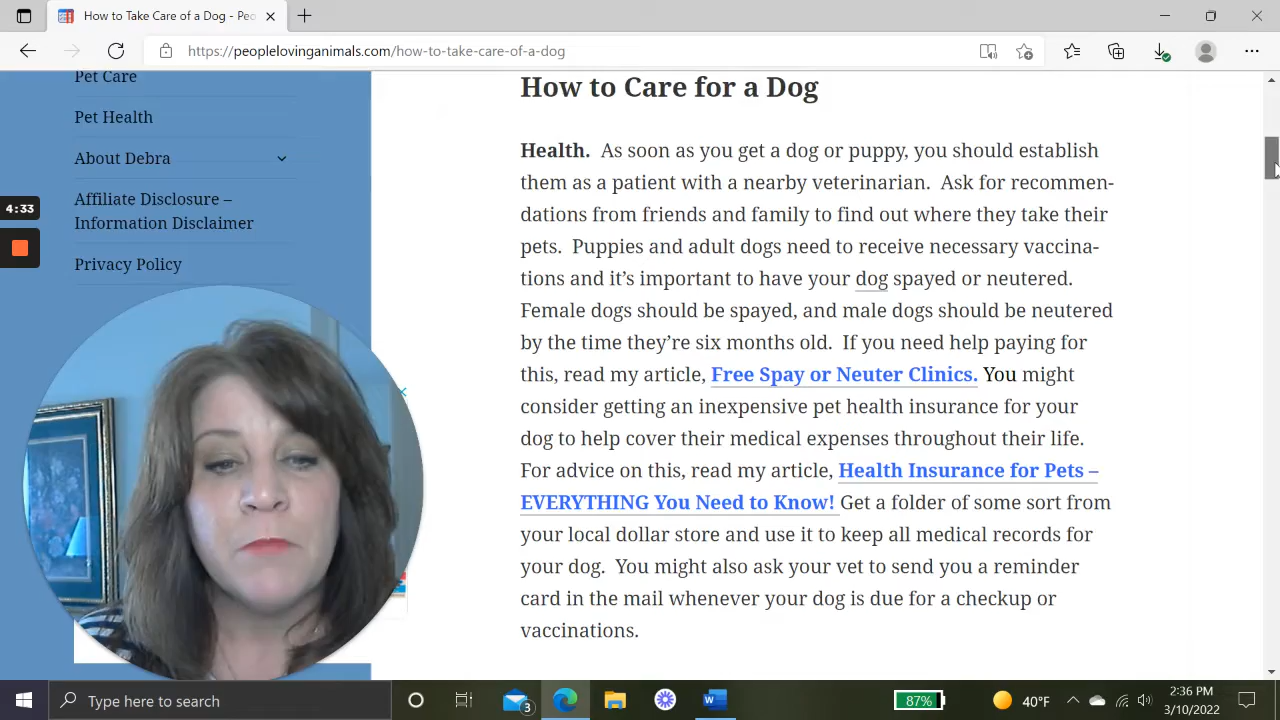 How to Take Care of a Dog - Peo
https://peoplelovinganimals.com/how-to-take-care-of-a-dog
Pet Care
Pet Health
About Debra
Affiliate Disclosure –
Information Disclaimer
Privacy Policy
4:33
How to Care for a Dog
Health. As soon as you get a dog or puppy, you should establish
them as a patient with a nearby veterinarian. Ask for recommen-
dations from friends and family to find out where they take their
pets. Puppies and adult dogs need to receive necessary vaccina-
tions and it’s important to have your dog spayed or neutered.
Female dogs should be spayed, and male dogs should be neutered
by the time they’re six months old. If you need help paying for
this, read my article, Free Spay or Neuter Clinics. You might
consider getting an inexpensive pet health insurance for your
dog to help cover their medical expenses throughout their life.
For advice on this, read my article, Health Insurance for Pets –
EVERYTHING You Need to Know! Get a folder of some sort from
your local dollar store and use it to keep all medical records for
your dog. You might also ask your vet to send you a reminder
card in the mail whenever your dog is due for a checkup or
vaccinations.
Type here to search
3
W
87%
40°F
2:36 PM
3/10/2022